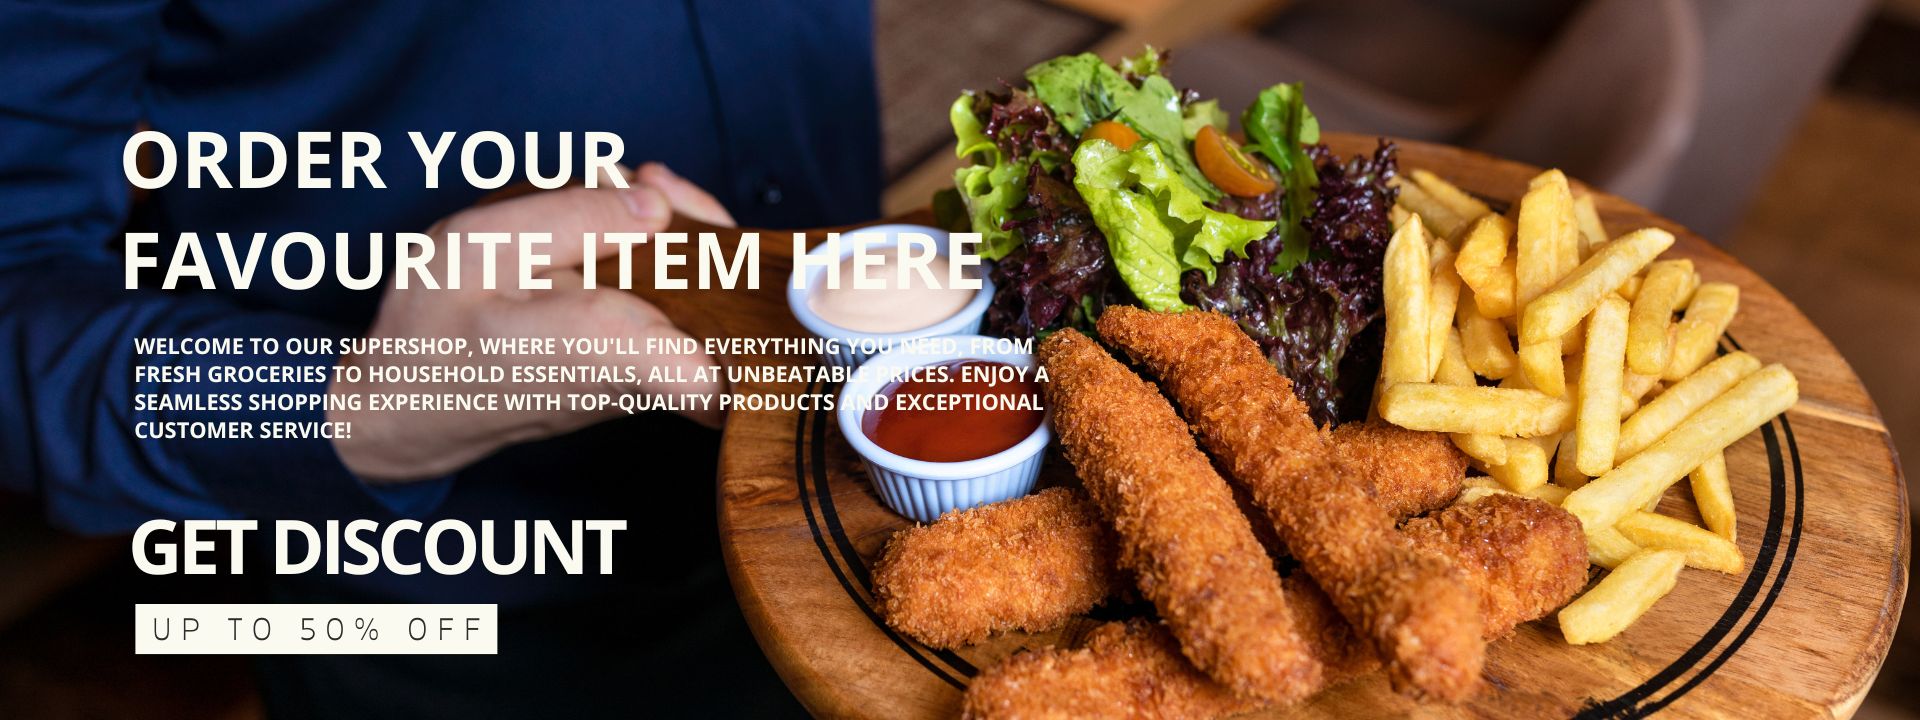 ORDER YOUR
FAVOURITE ITEM HERE
WELCOME TO OUR SUPERSHOP, WHERE YOU'LL FIND EVERYTHING YOU NEED, FROM
FRESH GROCERIES TO HOUSEHOLD ESSENTIALS, ALL AT UNBEATABLE PRICES. ENJOY A
SEAMLESS SHOPPING EXPERIENCE WITH TOP-QUALITY PRODUCTS AND EXCEPTIONAL
CUSTOMER SERVICE!
GET DISCOUNT
UP TO 50% OFF